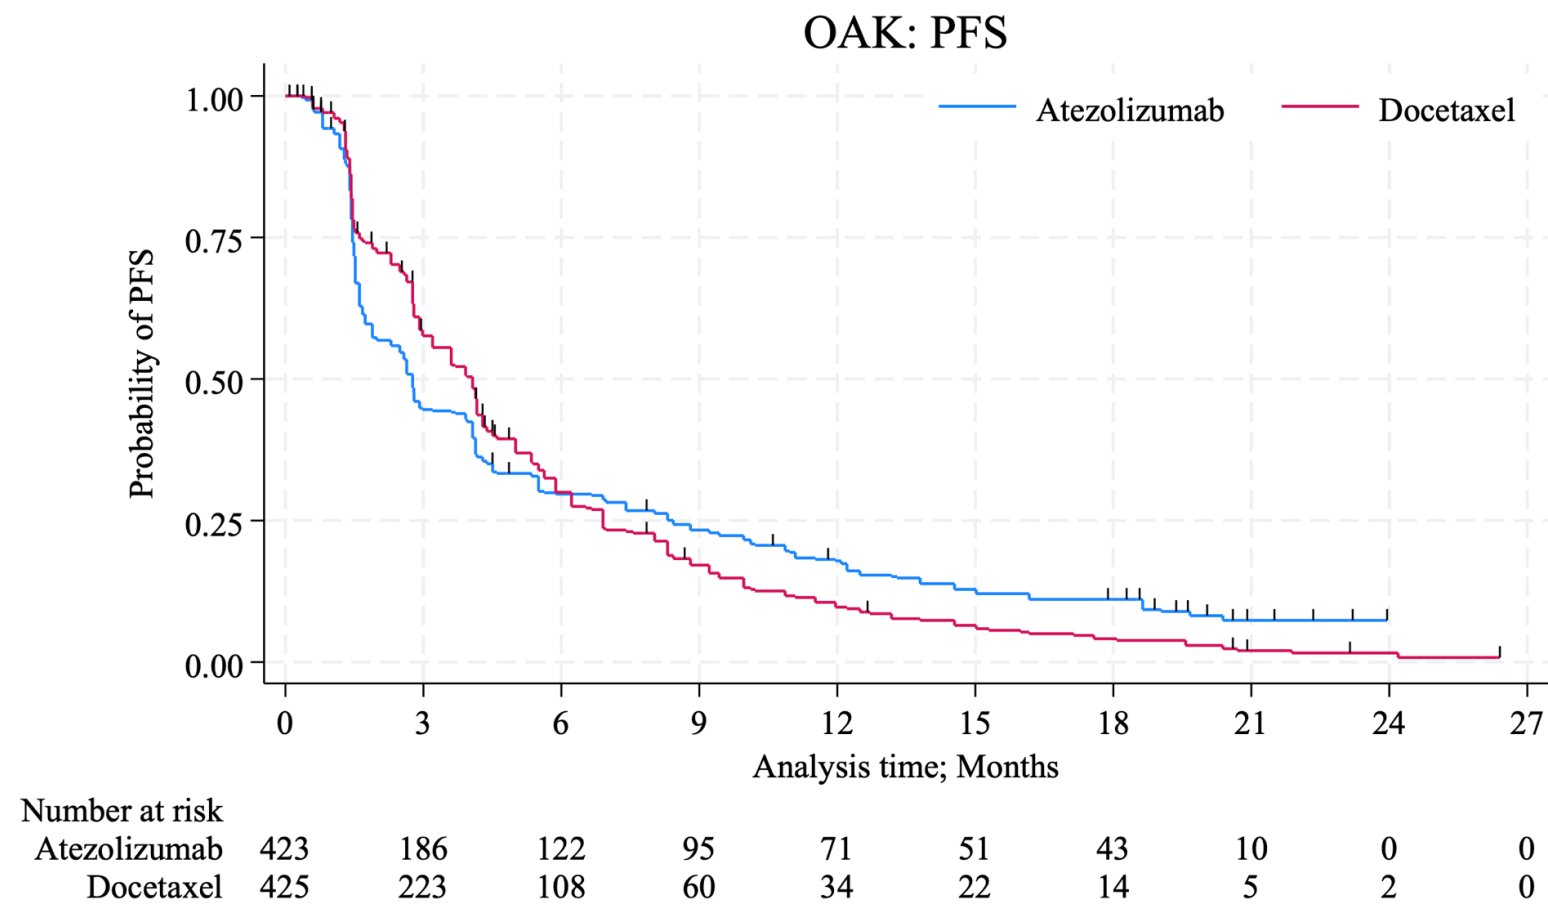 OAK: PFS
Atezolizumab Docetaxel
Probability of PFS
1.00
0.75
0.50
0.25
0.00
0 3 6 9 12 15 18 21 24 27
Analysis time; Months
Number at risk
Atezolizumab 423 186 122 95 71 51 43 10 0 0
Docetaxel 425 223 108 60 34 22 14 5 2 0